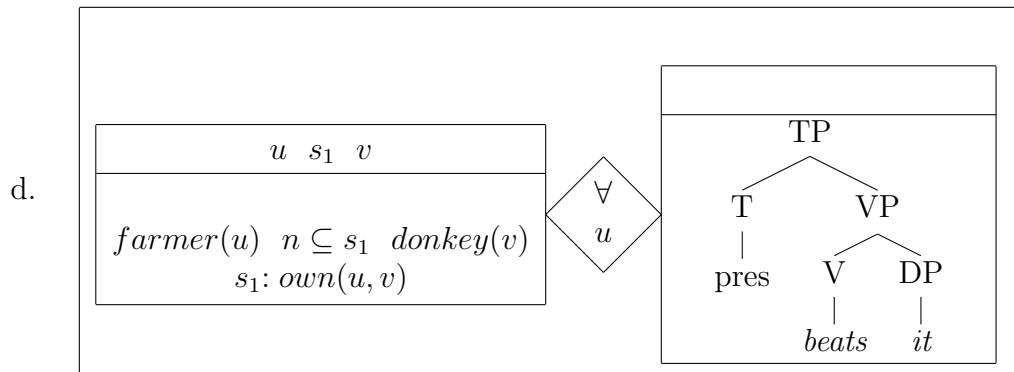 d.
u s₁ v
farmer(u) n ⊆ s₁ donkey(v)
s₁: own(u, v)
∀
u
TP
T VP
pres V DP
beats it